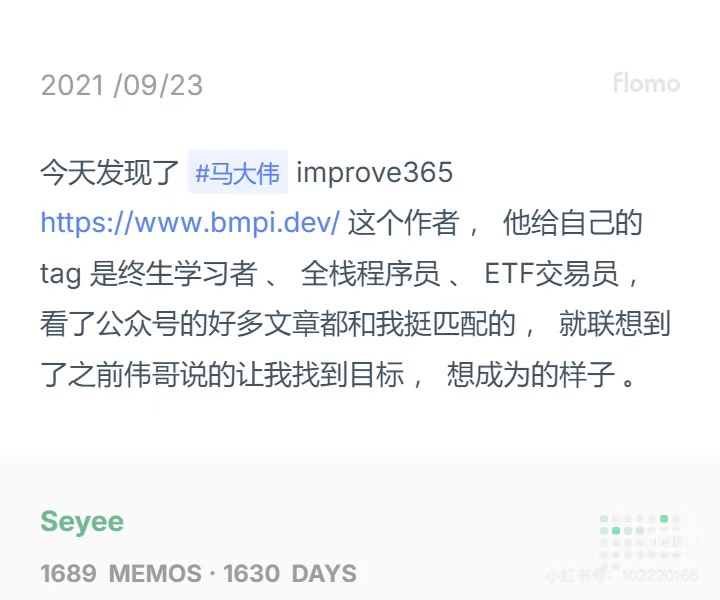 2021 /09/23
flomo
今天发现了 #马大伟 improve365
https://www.bmpi.dev/ 这个作者， 他给自己的
tag 是终生学习者 、 全栈程序员 、 ETF交易员，
看了公众号的好多文章都和我挺匹配的， 就联想到
了之前伟哥说的让我找到目标， 想成为的样子 。
Seyee
1689 MEMOS · 1630 DAYS
小红书号：102220165